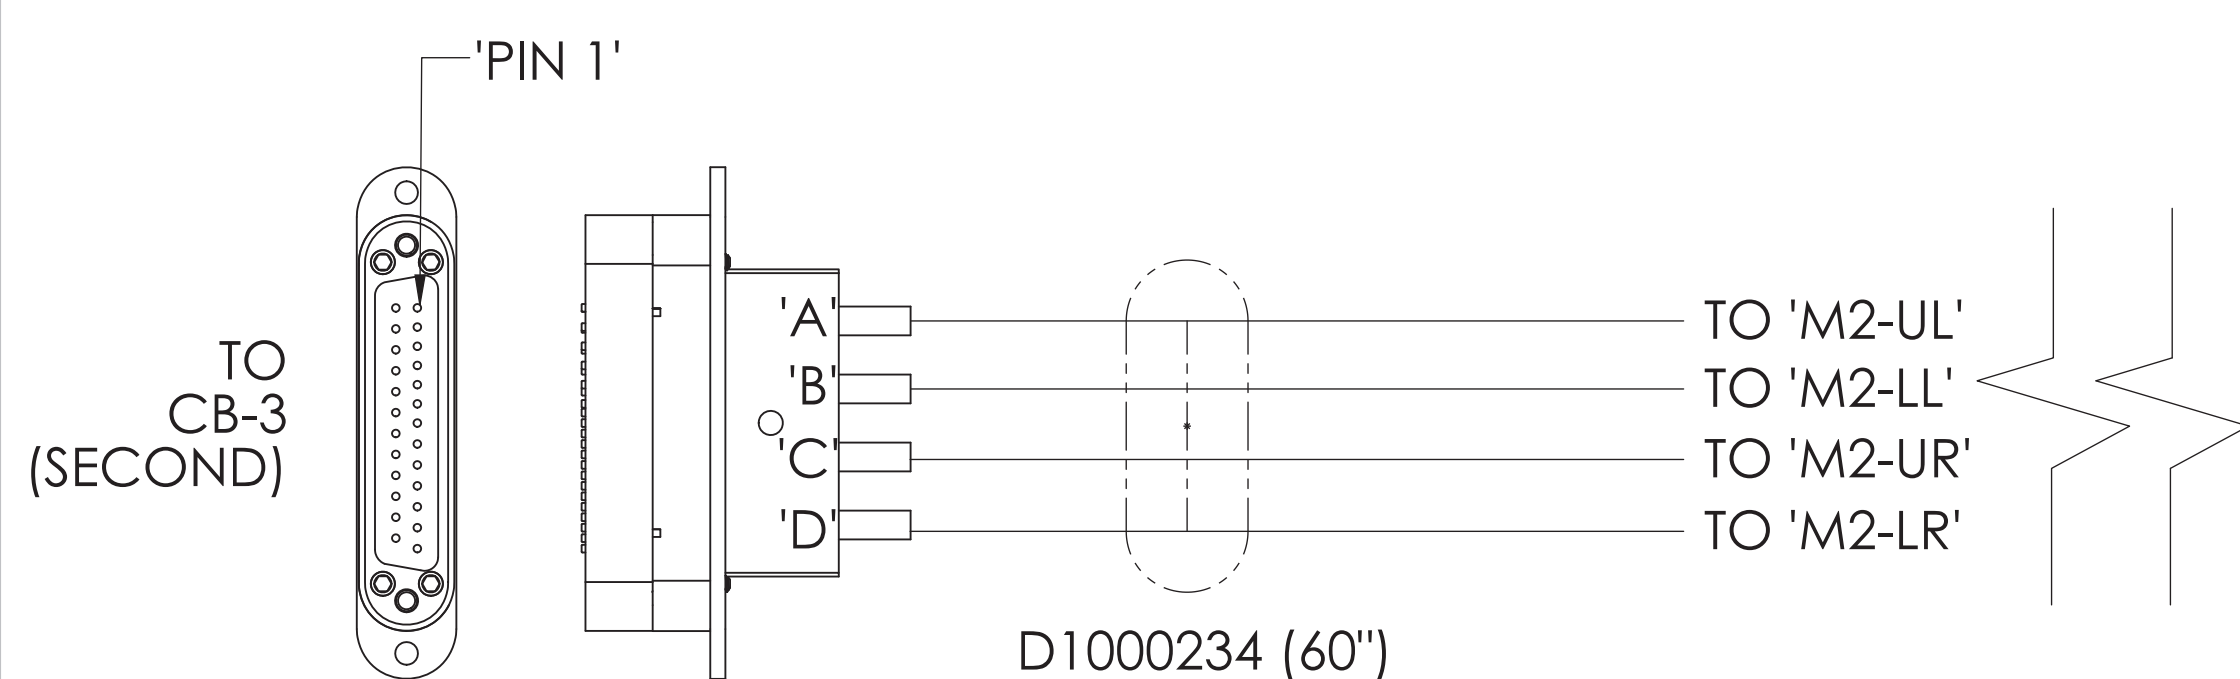 'PIN 1'
TO
CB-3
(SECOND)
'A'
'B'
'C'
'D'
TO 'M2-UL'
TO 'M2-LL'
TO 'M2-UR'
TO 'M2-LR'
D1000234 (60")